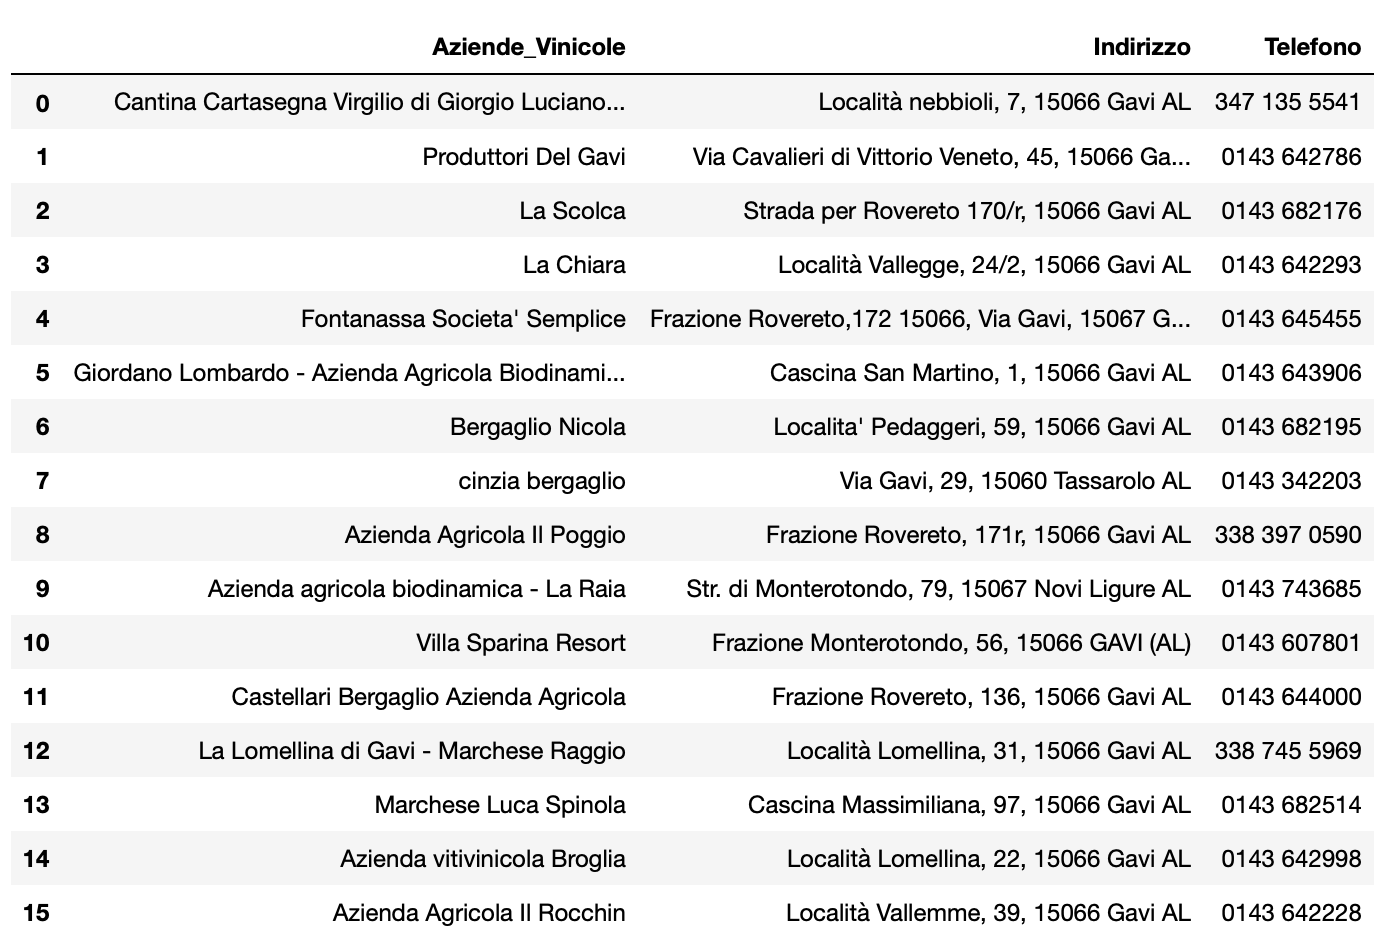 Aziende_Vinicole Indirizzo Telefono
0 Cantina Cartasegna Virgilio di Giorgio Luciano... Località nebbioli, 7, 15066 Gavi AL 347 135 5541
1 Produttori Del Gavi Via Cavalieri di Vittorio Veneto, 45, 15066 Ga... 0143 642786
2 La Scolca Strada per Rovereto 170/r, 15066 Gavi AL 0143 682176
3 La Chiara Località Vallegge, 24/2, 15066 Gavi AL 0143 642293
4 Fontanassa Societa' Semplice Frazione Rovereto,172 15066, Via Gavi, 15067 G... 0143 645455
5 Giordano Lombardo - Azienda Agricola Biodinami... Cascina San Martino, 1, 15066 Gavi AL 0143 643906
6 Bergaglio Nicola Localita' Pedaggeri, 59, 15066 Gavi AL 0143 682195
7 cinzia bergaglio Via Gavi, 29, 15060 Tassarolo AL 0143 342203
8 Azienda Agricola Il Poggio Frazione Rovereto, 171r, 15066 Gavi AL 338 397 0590
9 Azienda agricola biodinamica - La Raia Str. di Monterotondo, 79, 15067 Novi Ligure AL 0143 743685
10 Villa Sparina Resort Frazione Monterotondo, 56, 15066 GAVI (AL) 0143 607801
11 Castellari Bergaglio Azienda Agricola Frazione Rovereto, 136, 15066 Gavi AL 0143 644000
12 La Lomellina di Gavi - Marchese Raggio Località Lomellina, 31, 15066 Gavi AL 338 745 5969
13 Marchese Luca Spinola Cascina Massimiliana, 97, 15066 Gavi AL 0143 682514
14 Azienda vitivinicola Broglia Località Lomellina, 22, 15066 Gavi AL 0143 642998
15 Azienda Agricola Il Rocchin Località Vallemme, 39, 15066 Gavi AL 0143 642228